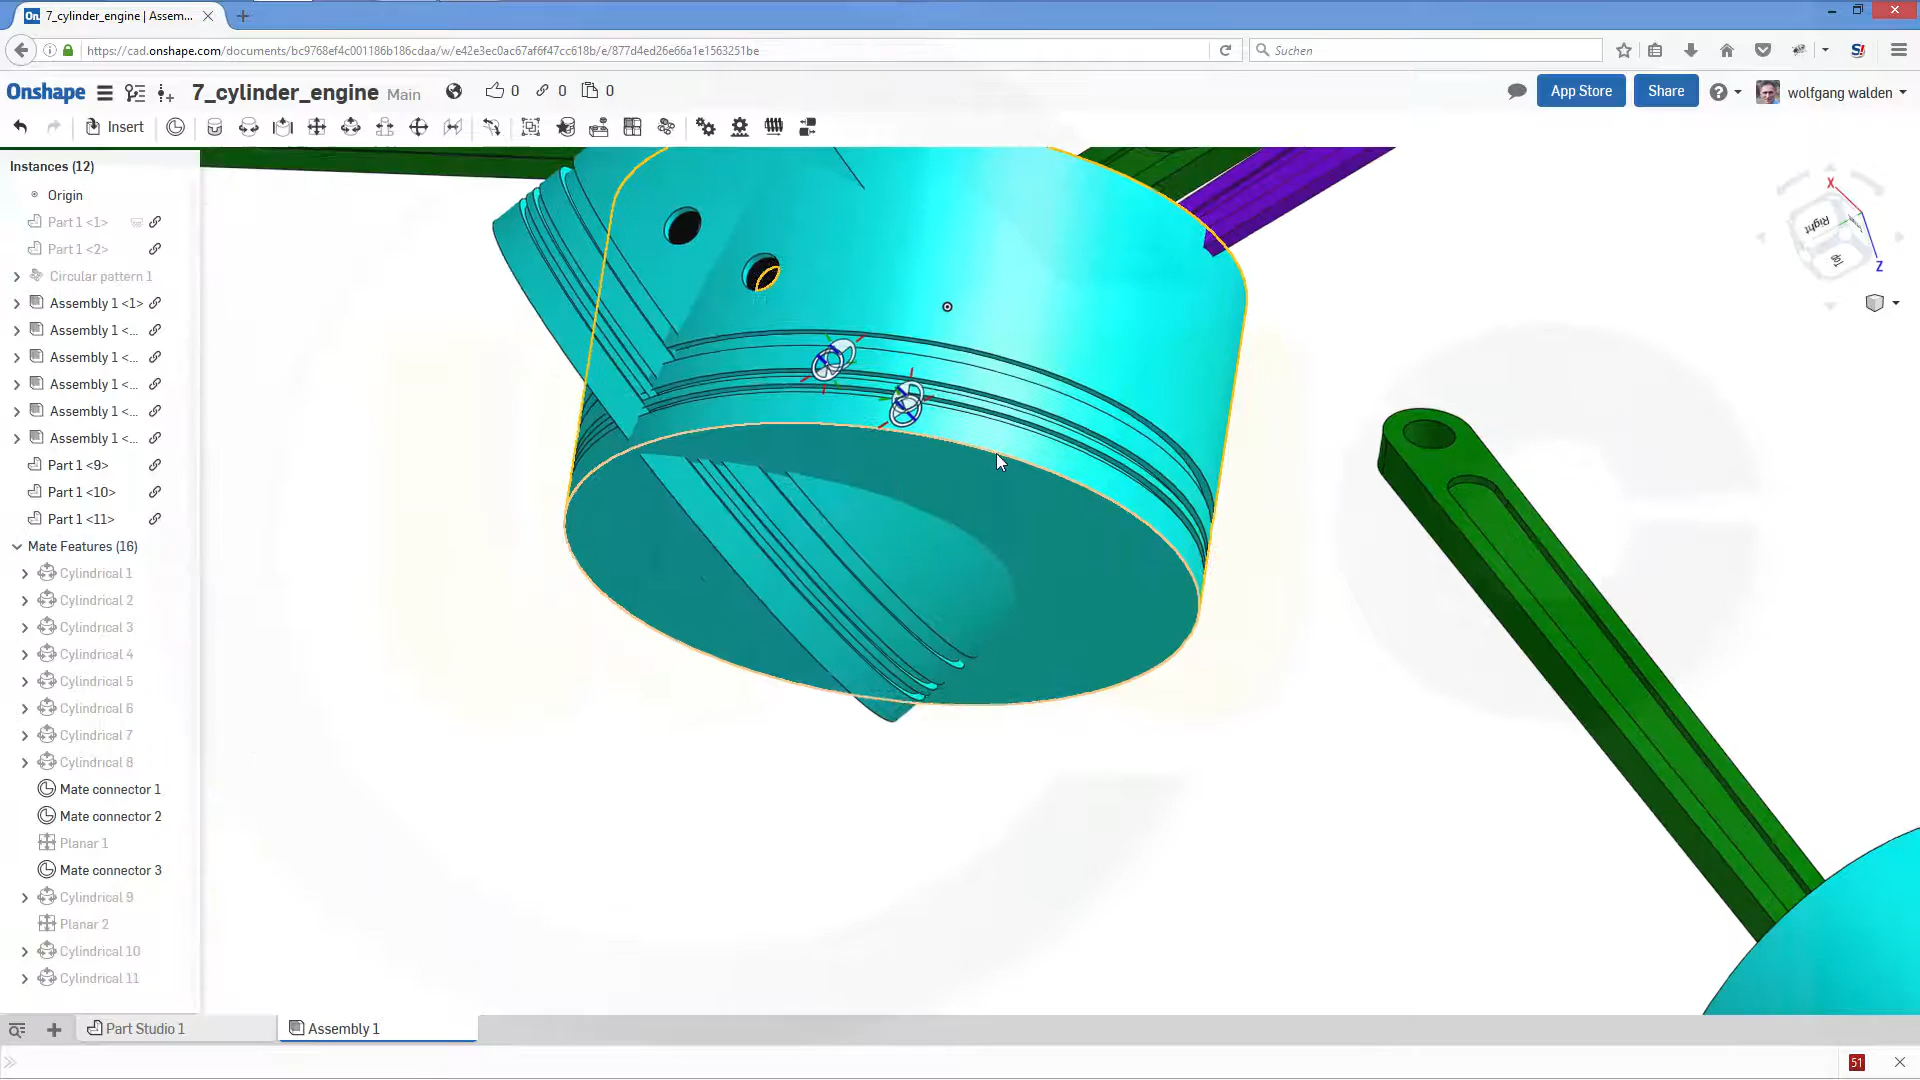 7_cylinder_engine | Assem...
https://cad.onshape.com/documents/bc9768ef4c001186b186cdaa/w/e42e3ec0ac67af6f47cc618b/e/877d4ed26e66a1e1563251be
Suchen
Onshape 7_cylinder_engine Main 0 0 0 App Store Share wolfgang walden
Insert
Instances (12)
Origin
Part 1 <1>
Part 1 <2>
Circular pattern 1
Assembly 1 <1>
Assembly 1 <...
Assembly 1 <...
Assembly 1 <...
Assembly 1 <...
Assembly 1 <...
Part 1 <9>
Part 1 <10>
Part 1 <11>
Mate Features (16)
Cylindrical 1
Cylindrical 2
Cylindrical 3
Cylindrical 4
Cylindrical 5
Cylindrical 6
Cylindrical 7
Cylindrical 8
Mate connector 1
Mate connector 2
Planar 1
Mate connector 3
Cylindrical 9
Planar 2
Cylindrical 10
Cylindrical 11
X
Right
Z
Part Studio 1
Assembly 1
51